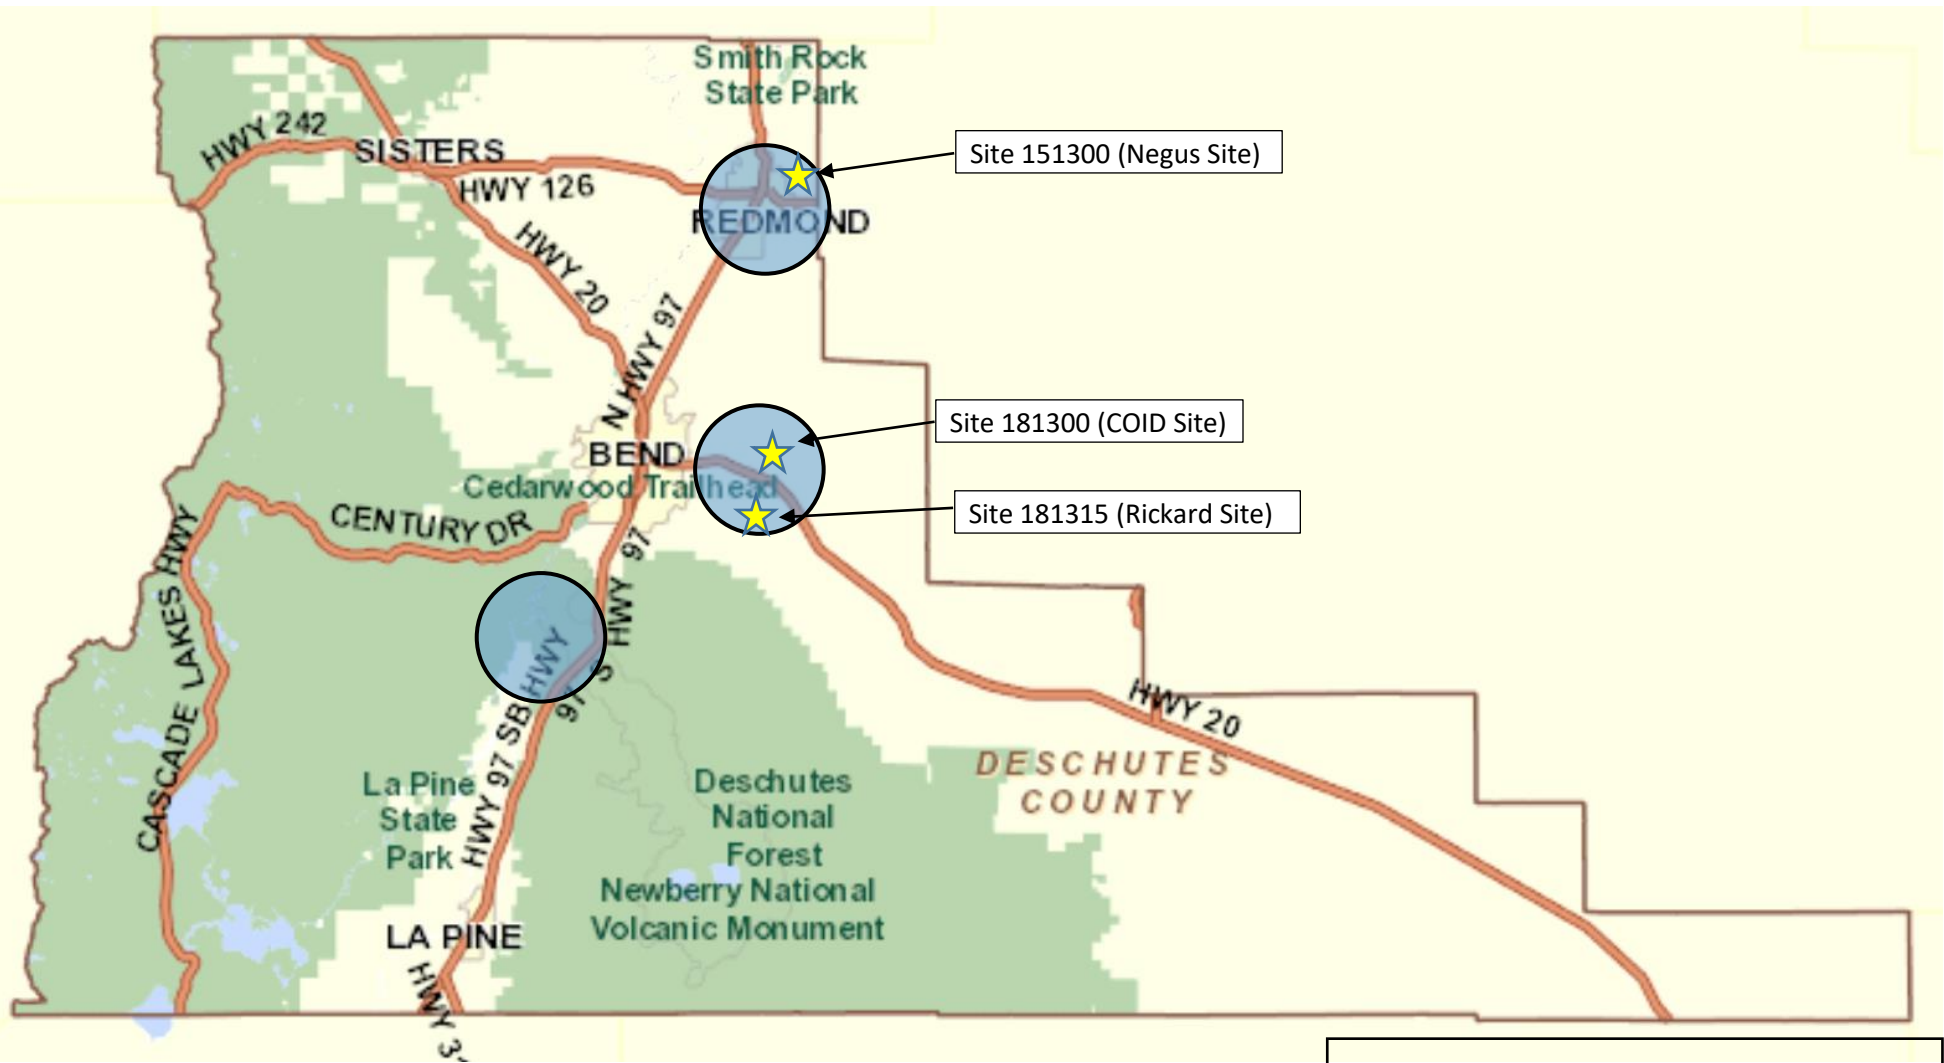 Smith Rock
State Park
HWY 242
SISTERS
Site 151300 (Negus Site)
HWY 126
REDMOND
HWY 20
N HWY 97
Site 181300 (COID Site)
BEND
Cedarwood Trailhead
Site 181315 (Rickard Site)
CENTURY DR
CASCADE LAKES HWY
S HWY 97
HWY 97 SB HWY
97
HWY 20
DESCHUTES
COUNTY
La Pine
State
Park
Deschutes
National
Forest
Newberry National
Volcanic Monument
LA PINE